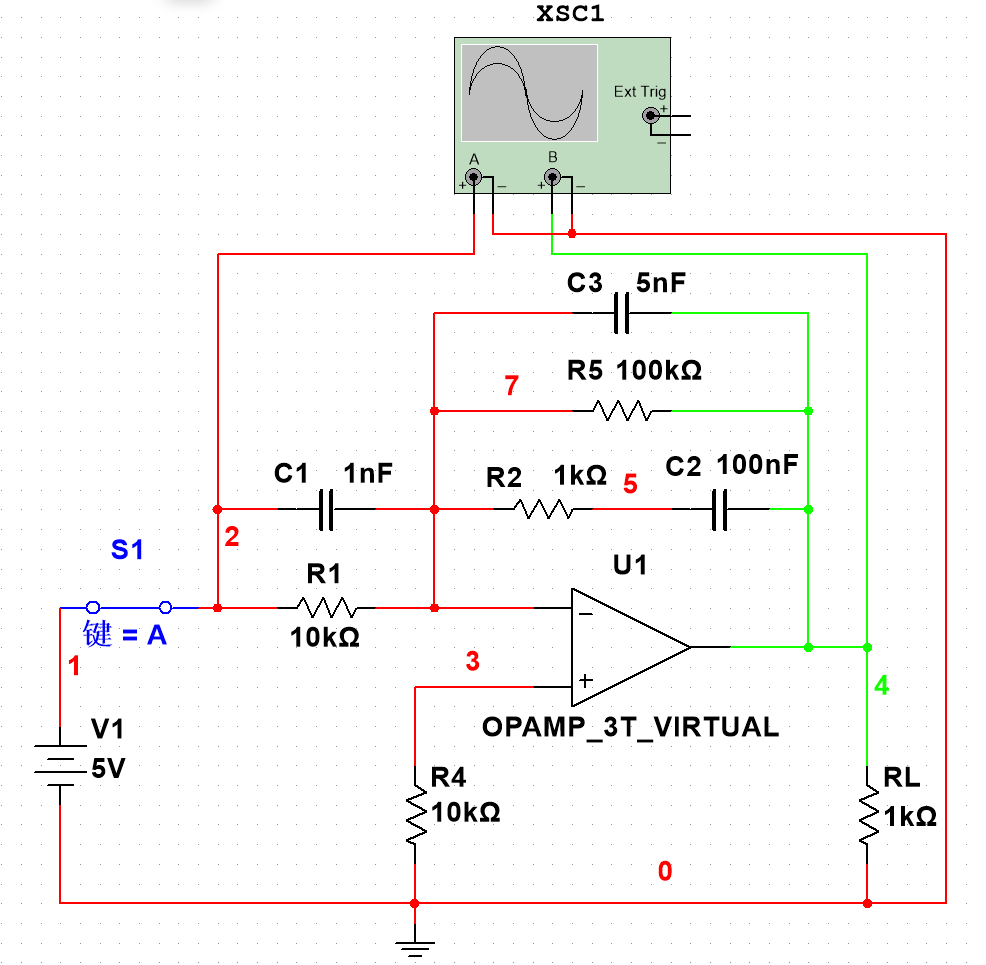 XSC1
Ext Trig
+
−
A
B
+
−
+
−
C3 5nF
R5 100kΩ
7
C1 1nF
R2 1kΩ
5
C2 100nF
2
S1
键 = A
R1
10kΩ
U1
−
+
1
3
4
OPAMP_3T_VIRTUAL
V1
5V
R4
10kΩ
RL
1kΩ
0